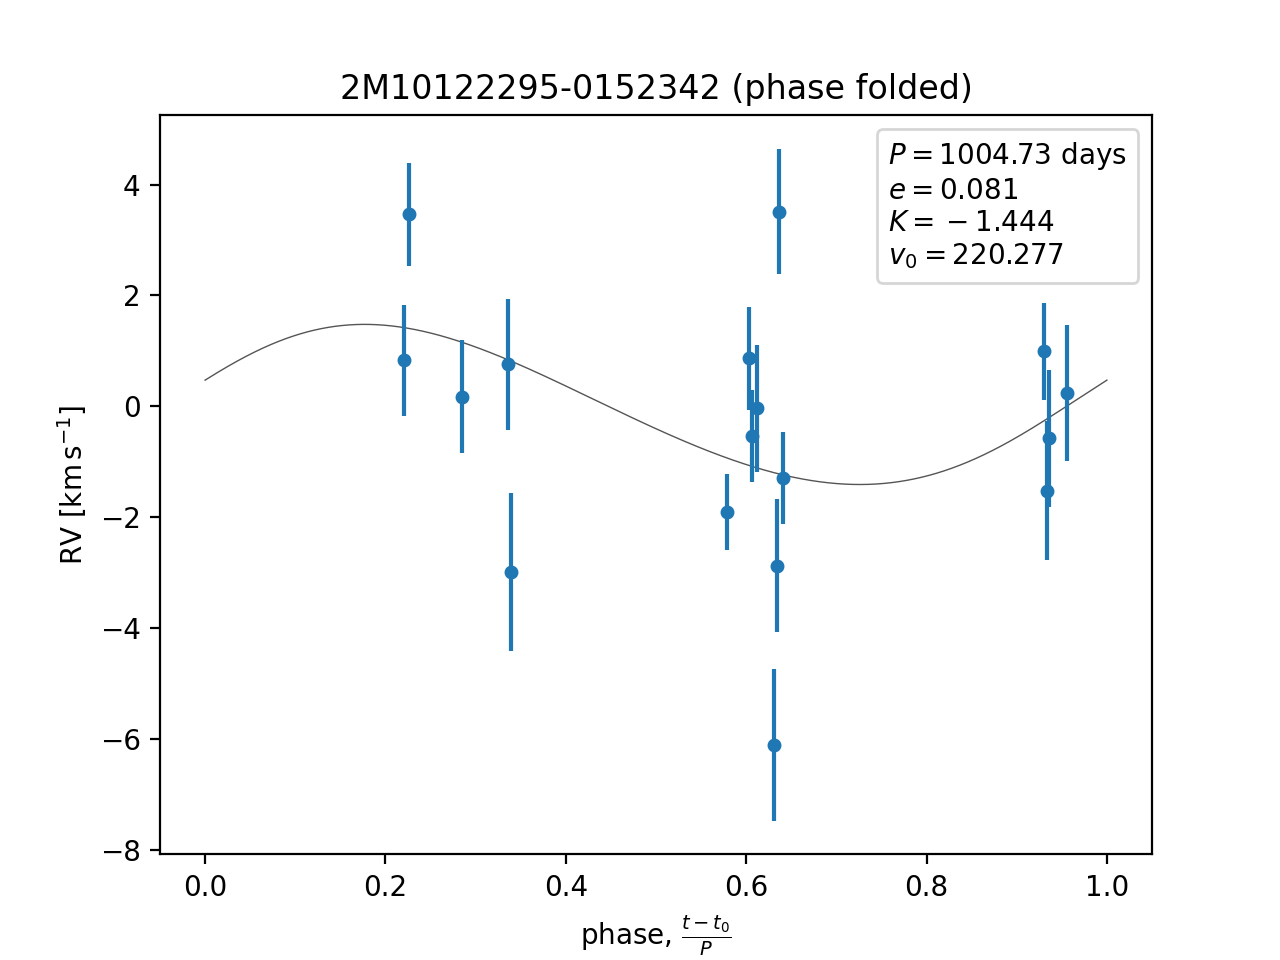 2M10122295-0152342 (phase folded)
P = 1004.73 days
e = 0.081
K = −1.444
v₀ = 220.277
4
2
0
−2
−4
−6
−8
RV [km s⁻¹]
0.0 0.2 0.4 0.6 0.8 1.0
phase, (t − t₀)/P